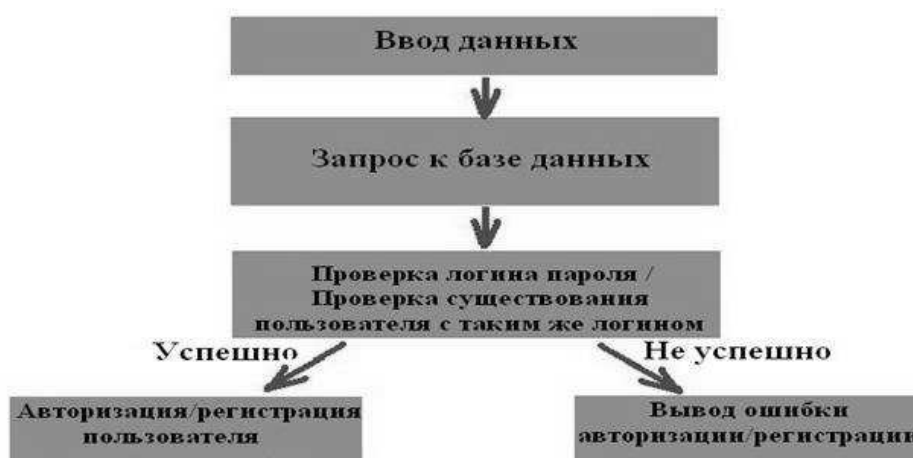 Ввод данных
Запрос к базе данных
Проверка логина пароля /
Проверка существования
пользователя с таким же логином
Успешно
Не успешно
Авторизация/регистрация
пользователя
Вывод ошибки
авторизации/регистрации